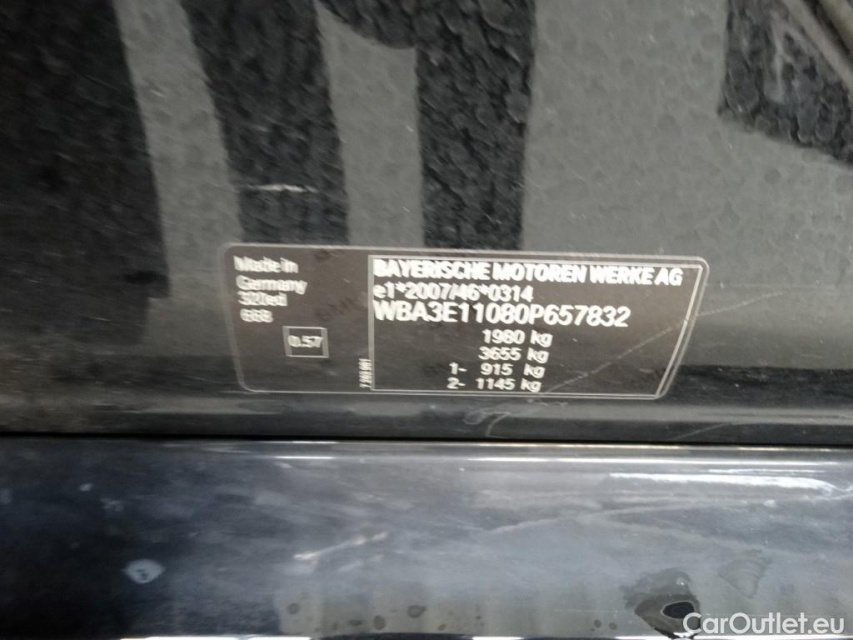 Made in
Germany
320ed
668
0.57
BAYERISCHE MOTOREN WERKE AG
e1*2007/46*0314
WBA3E11080P657832
1980 kg
3655 kg
1- 915 kg
2- 1145 kg
CarOutlet.eu